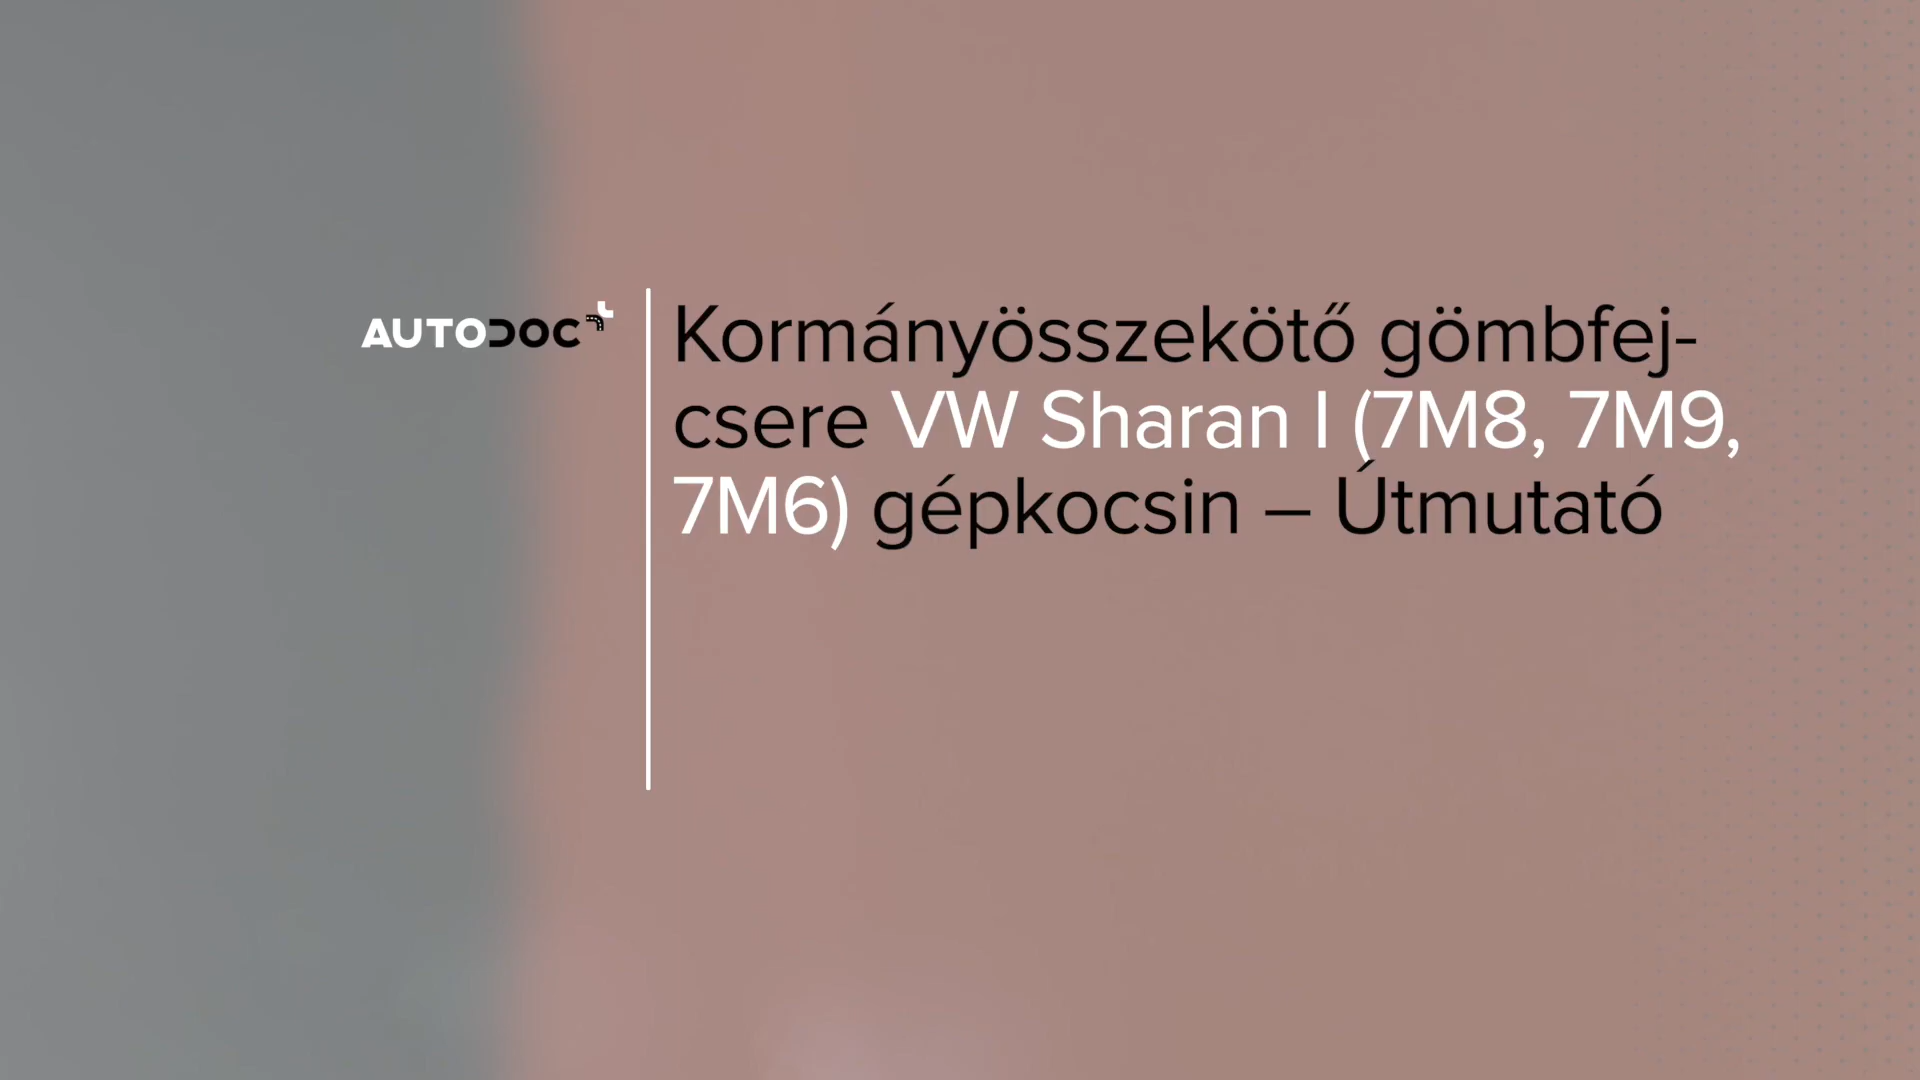 AUTODOC
Kormányösszekötő gömbfej-
csere VW Sharan I (7M8, 7M9,
7M6) gépkocsin – Útmutató